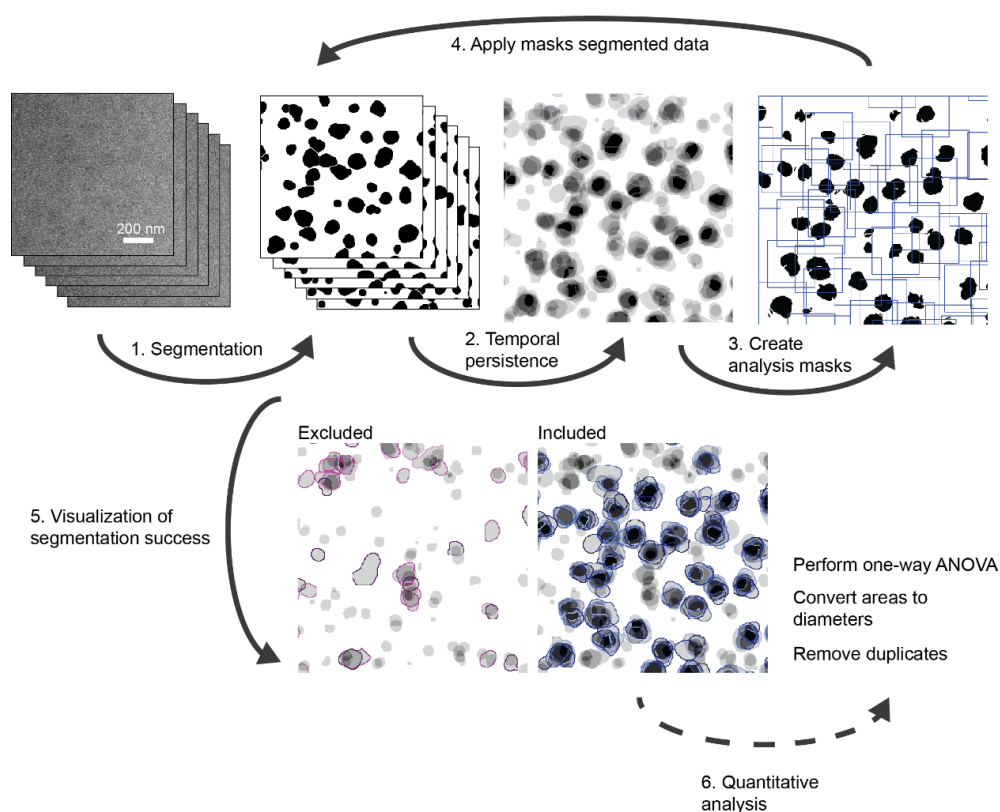 4. Apply masks segmented data
200 nm
1. Segmentation
2. Temporal
persistence
3. Create
analysis masks
Excluded
Included
5. Visualization of
segmentation success
Perform one-way ANOVA
Convert areas to
diameters
Remove duplicates
6. Quantitative
analysis